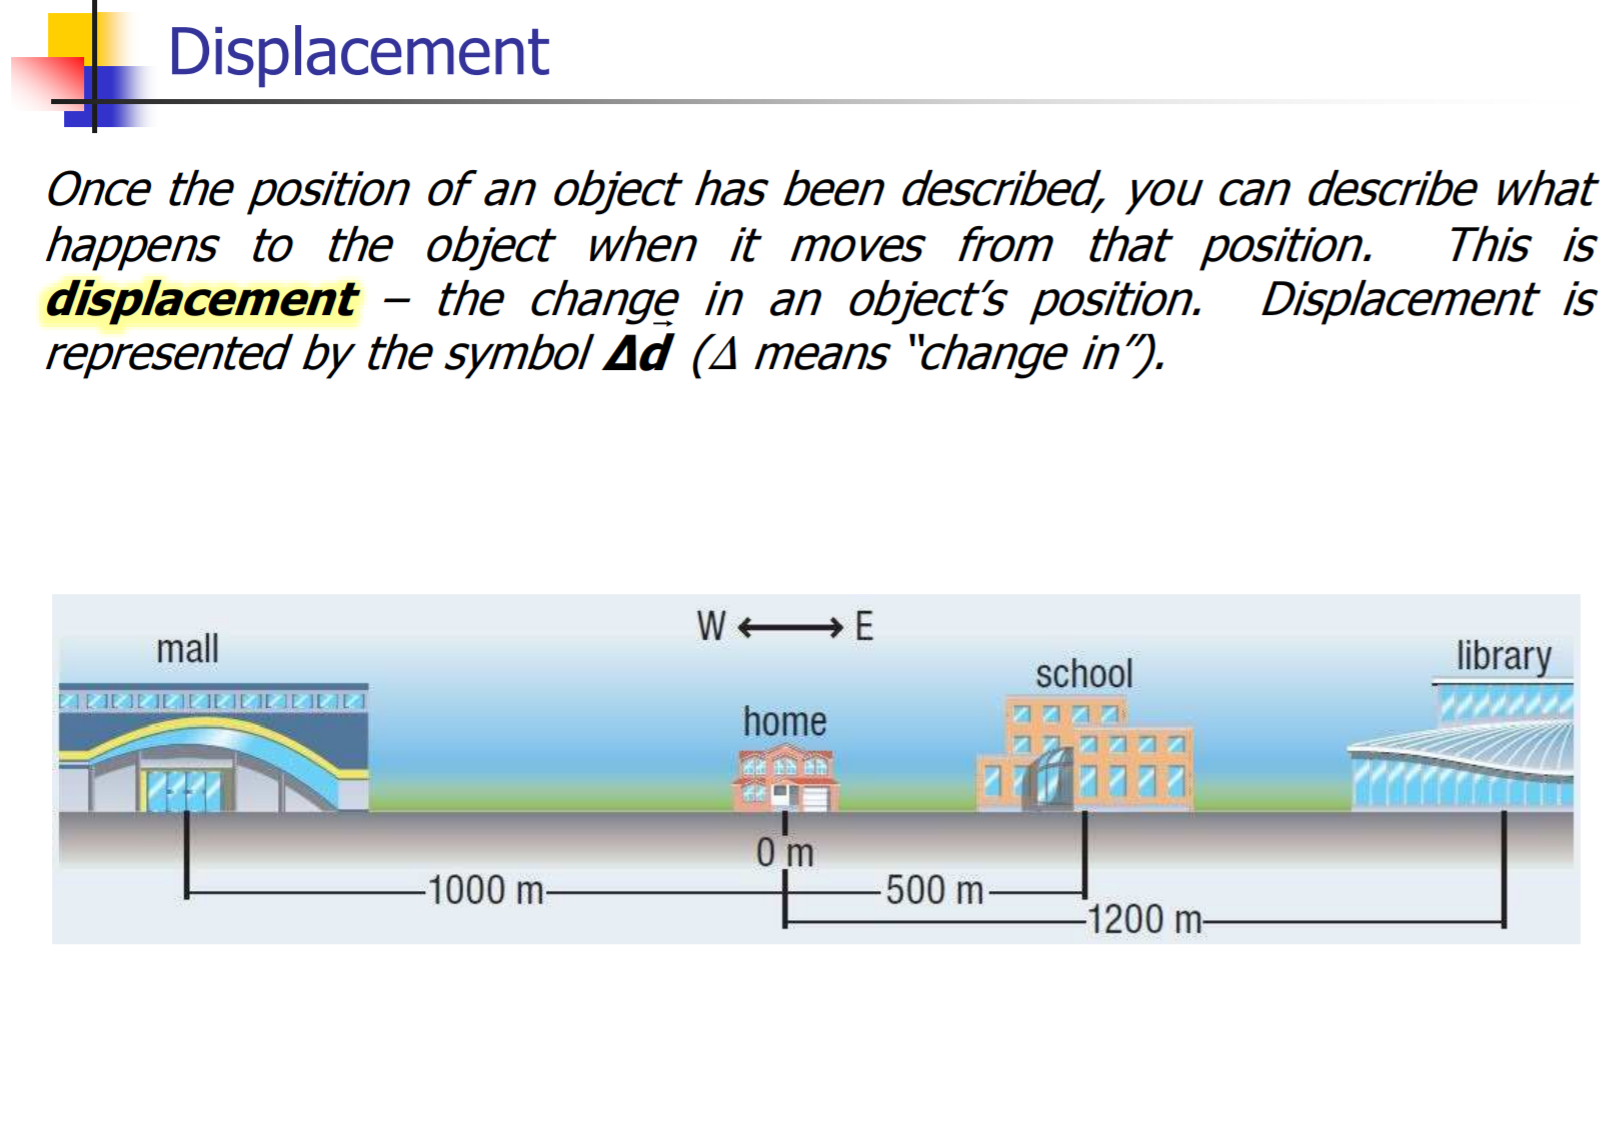 Displacement
Once the position of an object has been described, you can describe what
happens to the object when it moves from that position. This is
displacement – the change in an object’s position. Displacement is
represented by the symbol Δd⃗ (Δ means “change in”).
W E
mall
library
school
home
0 m
1000 m
500 m
1200 m